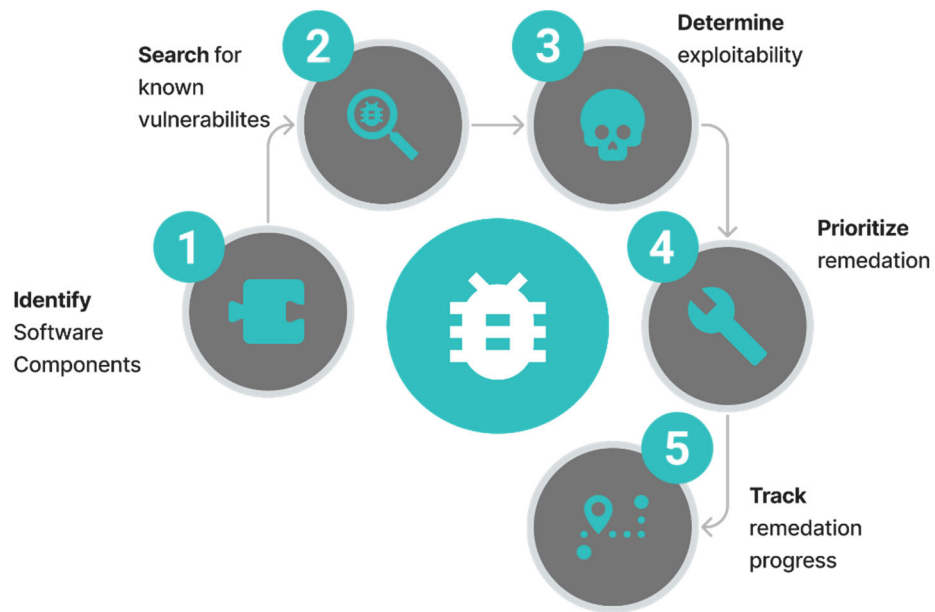 1
Identify
Software
Components
2
Search for
known
vulnerabilites
3
Determine
exploitability
4
Prioritize
remedation
5
Track
remedation
progress